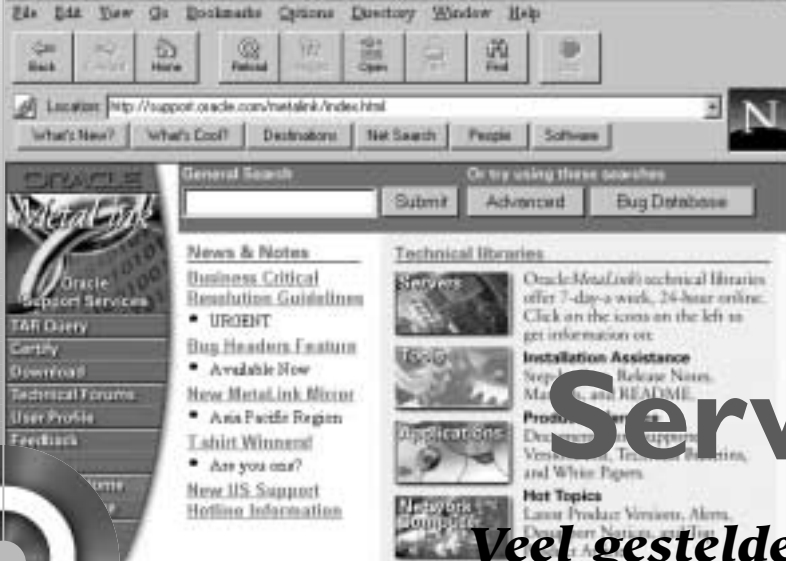 File Edit View Go Bookmarks Options Directory Window Help
Back Home Reload Open Find
Location: http://support.oracle.com/metalink/index.html
N
What's New? What's Cool? Destinations Net Search People Software
ORACLE
MetaLink
Oracle
Support Services
TAR Query
Certify
Download
Technical Forums
User Profile
Feedback
General Search
Or try using these searches
Submit Advanced Bug Database
News & Notes
Business Critical
Resolution Guidelines
• URGENT
Bug Headers Feature
• Available Now
New MetaLink Mirror
• Asia Pacific Region
T-shirt Winners!
• Are you one?
New US Support
Hotline Information
Technical libraries
Servers
Tools
Applications
Network
Computer
Oracle MetaLink's technical libraries
offer 7-day-a week, 24-hour online.
Click on the icons on the left to
get information on:
Installation Assistance
Release Notes,
and README.
and White Papers.
Hot Topics
Latest Product Versions, Alerts,
Serv
Veel gestelde